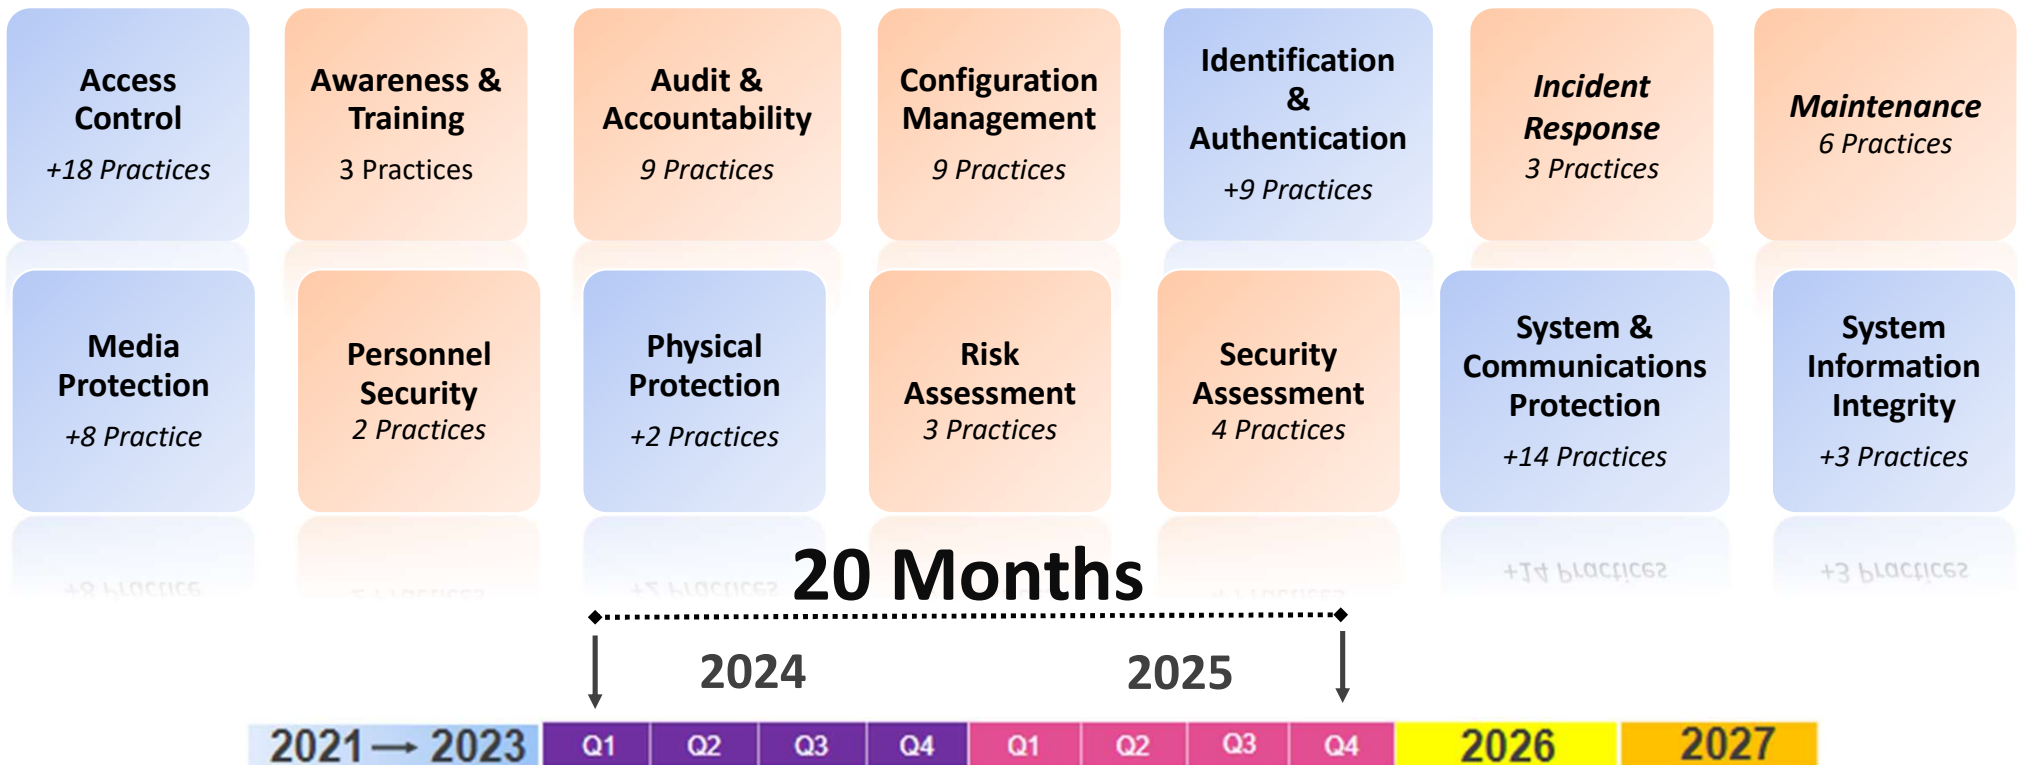 Access
Control
+18 Practices
Awareness &
Training
3 Practices
Audit &
Accountability
9 Practices
Configuration
Management
9 Practices
Identification
&
Authentication
+9 Practices
Incident
Response
3 Practices
Maintenance
6 Practices
Media
Protection
+8 Practice
Personnel
Security
2 Practices
Physical
Protection
+2 Practices
Risk
Assessment
3 Practices
Security
Assessment
4 Practices
System &
Communications
Protection
+14 Practices
System
Information
Integrity
+3 Practices
20 Months
2024 2025
2021 → 2023 Q1 Q2 Q3 Q4 Q1 Q2 Q3 Q4 2026 2027